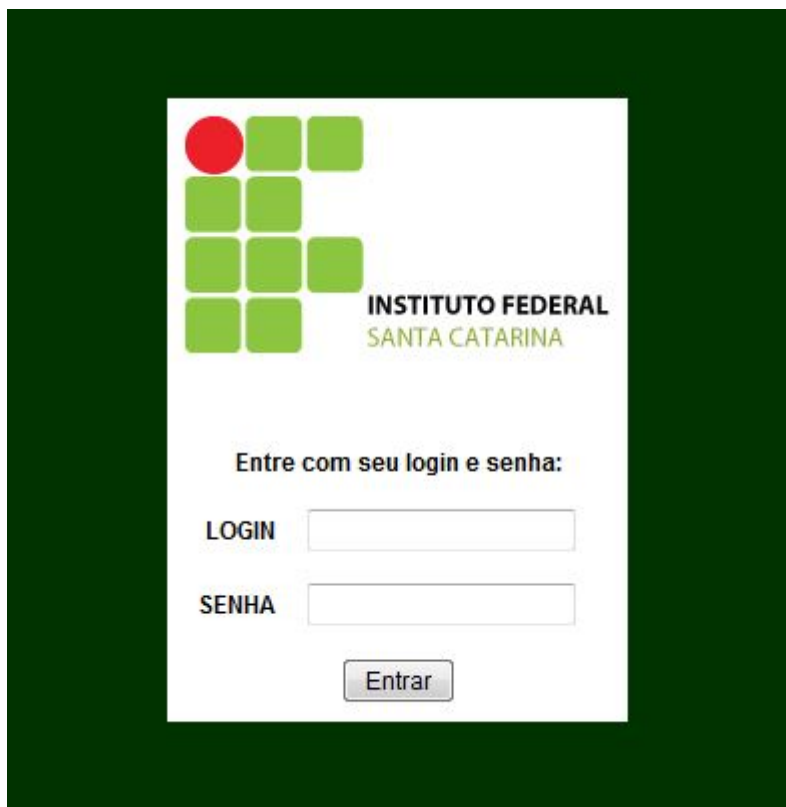 INSTITUTO FEDERAL
SANTA CATARINA
Entre com seu login e senha:
LOGIN
SENHA
Entrar